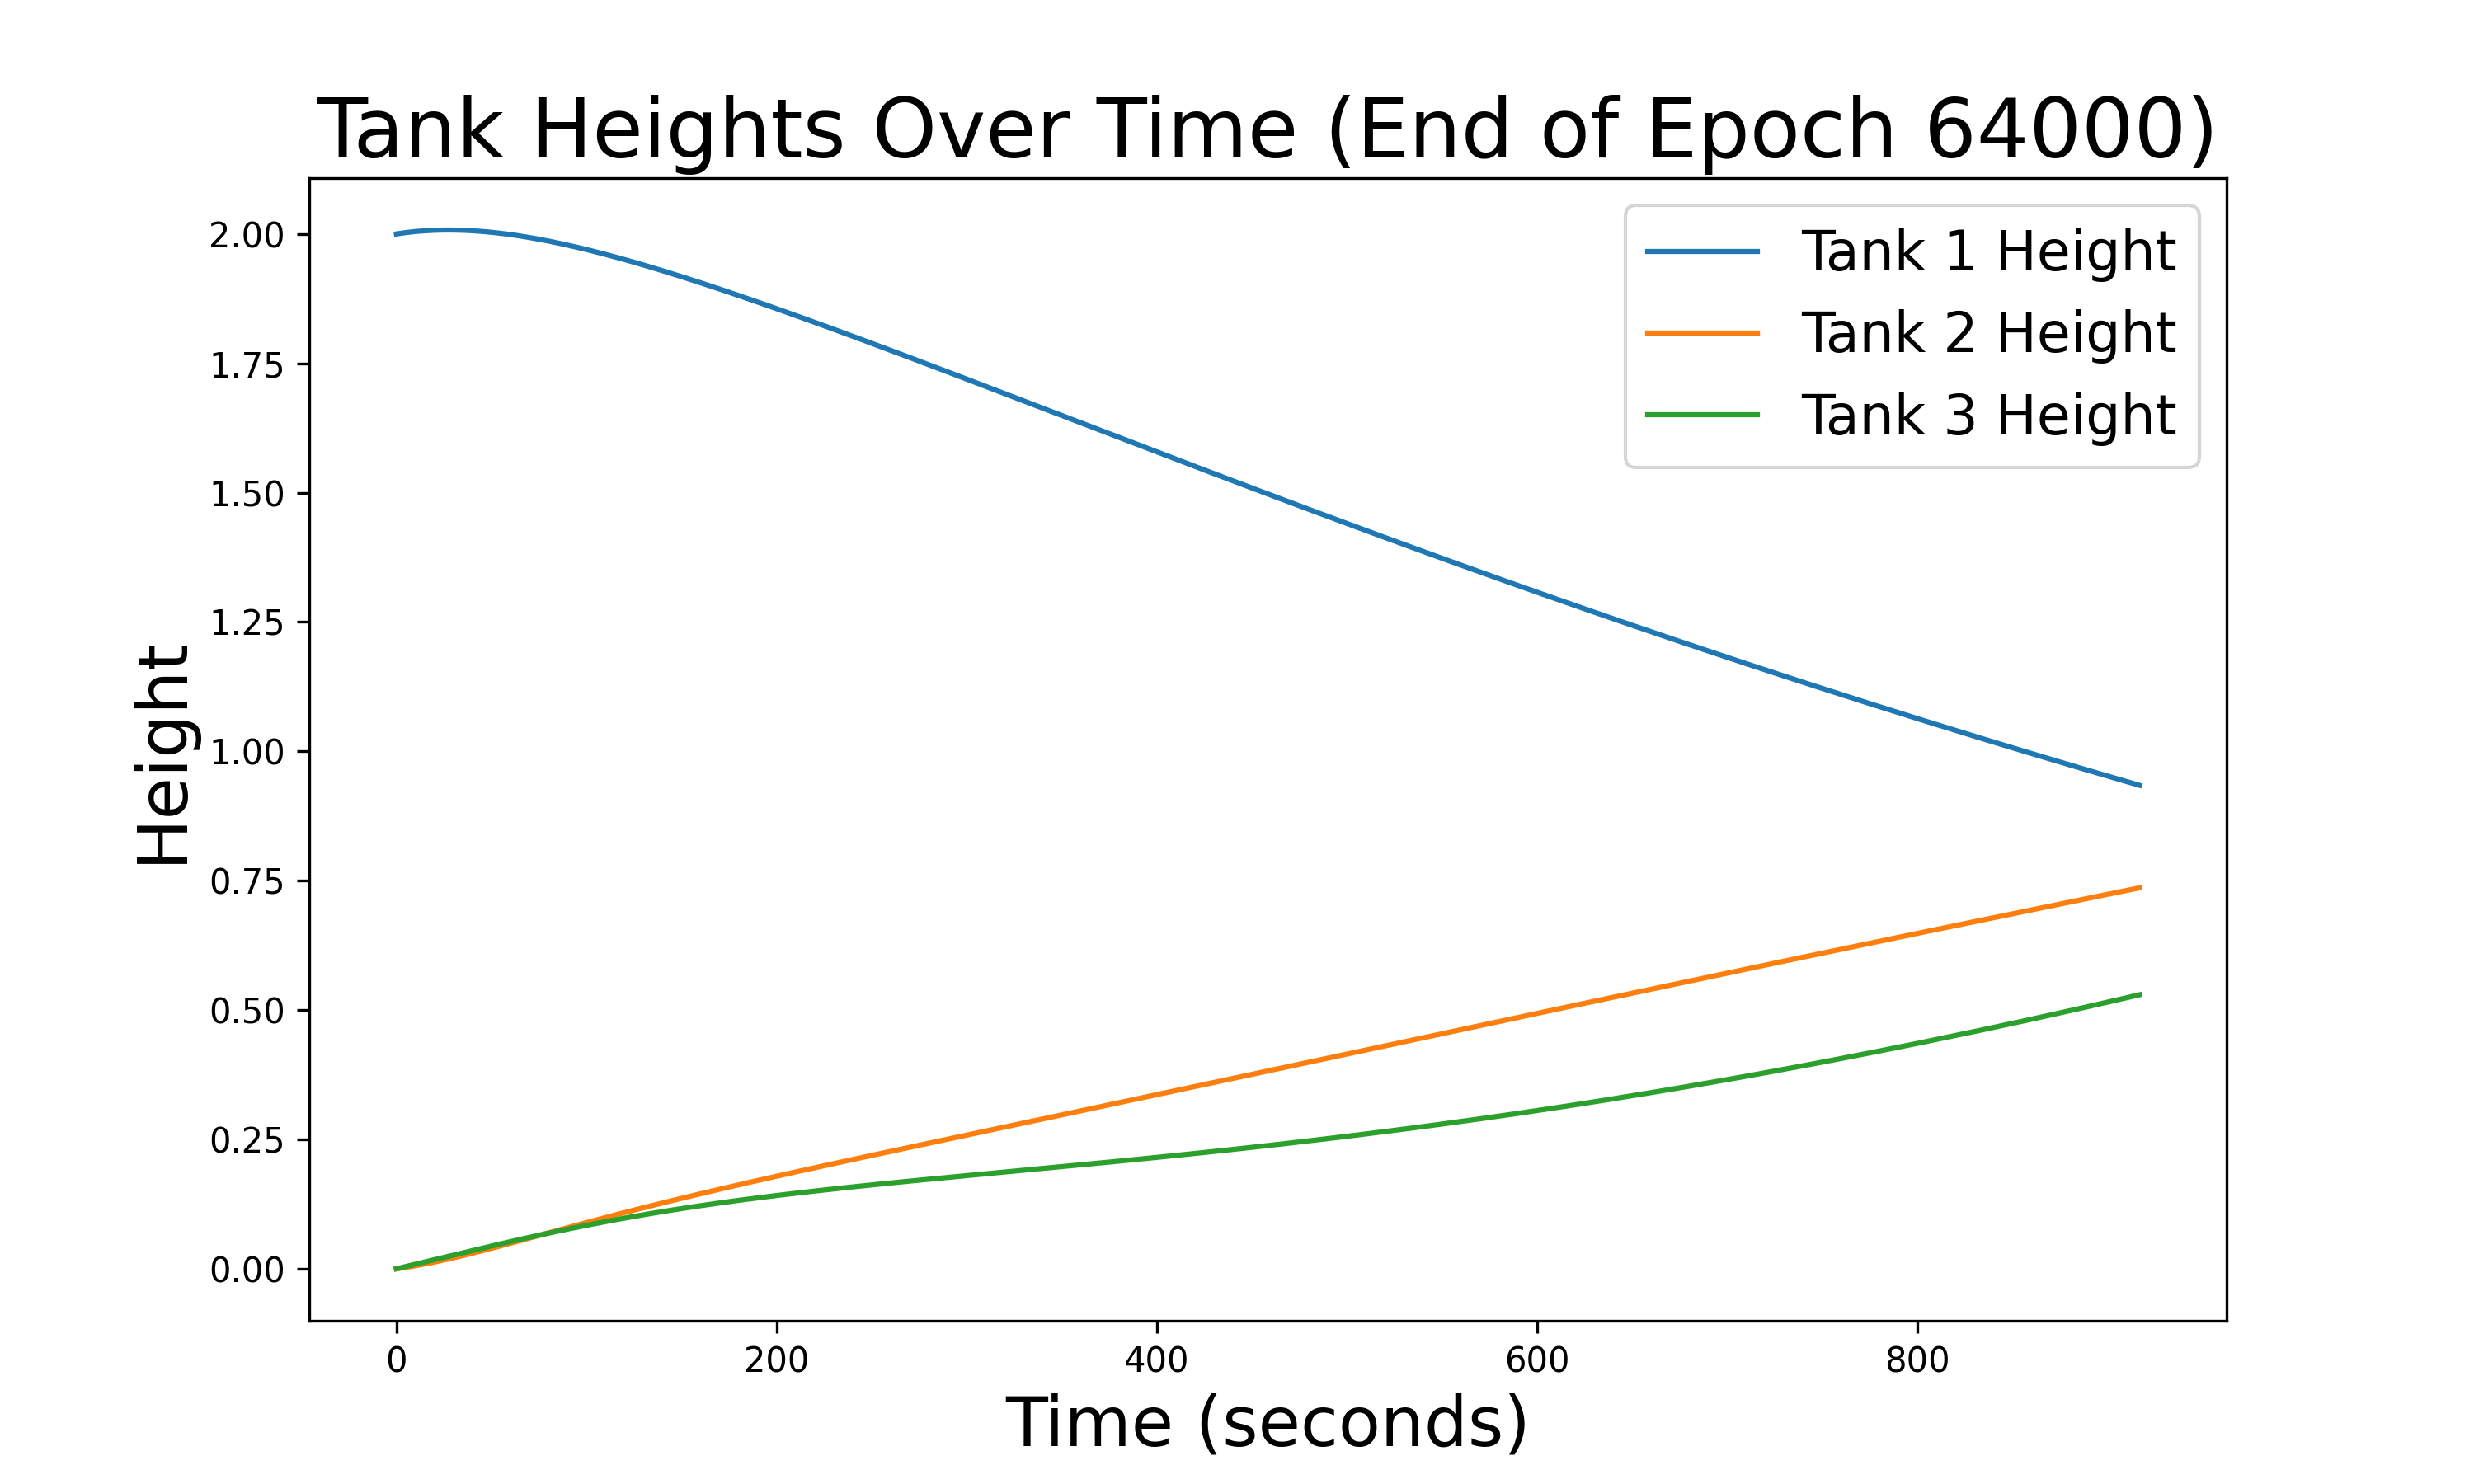 Tank Heights Over Time (End of Epoch 64000)
Tank 1 Height
Tank 2 Height
Tank 3 Height
Height
2.00
1.75
1.50
1.25
1.00
0.75
0.50
0.25
0.00
0 200 400 600 800
Time (seconds)